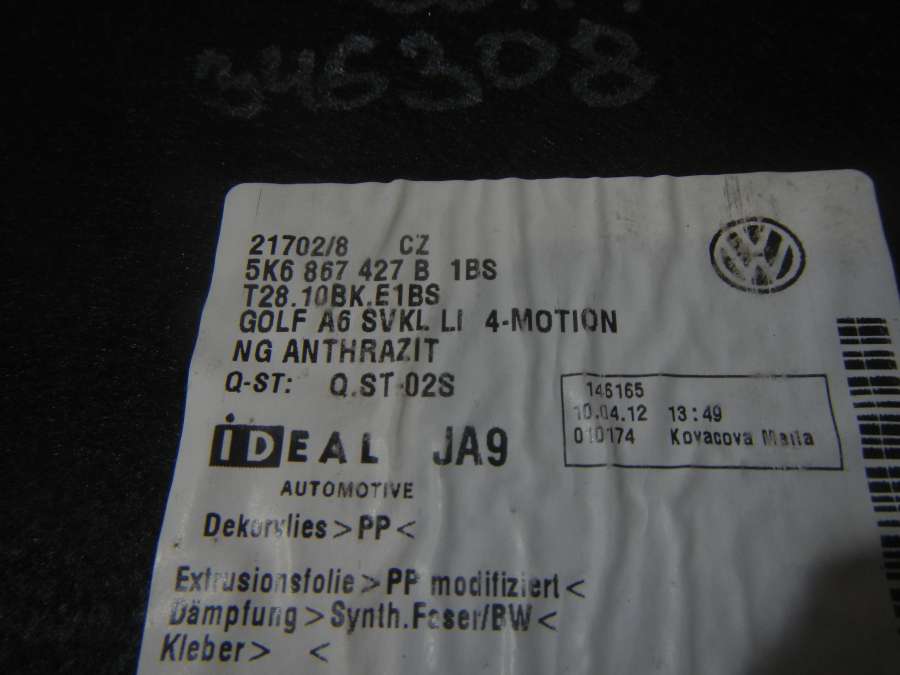 345308
21702/8 CZ
5K6 867 427 B 1BS
T28.10BK.E1BS
GOLF A6 SVKL LI 4-MOTION
NG ANTHRAZIT
Q-ST: Q.ST-02S
146165
10.04.12 13:49
010174 Kovacova Maria
iDEAL JA9
AUTOMOTIVE
Dekorvlies>PP<
Extrusionsfolie>PP modifiziert<
Dämpfung>Synth.Faser/BW<
Kleber> <